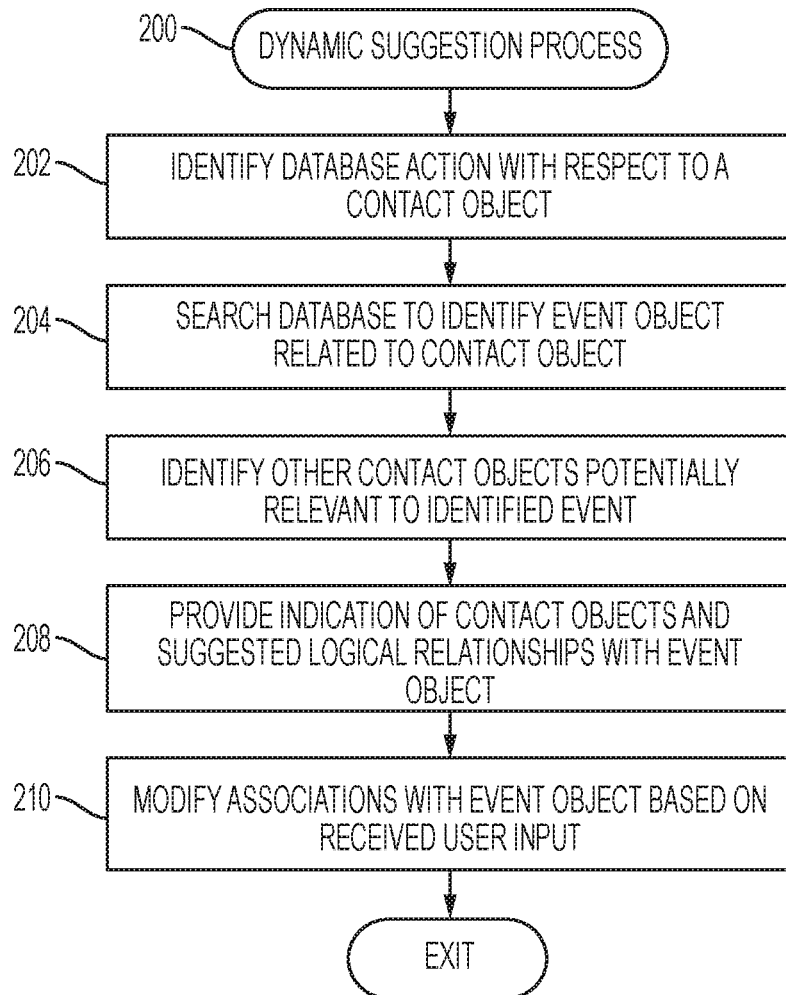 200
DYNAMIC SUGGESTION PROCESS
202
IDENTIFY DATABASE ACTION WITH RESPECT TO A
CONTACT OBJECT
204
SEARCH DATABASE TO IDENTIFY EVENT OBJECT
RELATED TO CONTACT OBJECT
206
IDENTIFY OTHER CONTACT OBJECTS POTENTIALLY
RELEVANT TO IDENTIFIED EVENT
208
PROVIDE INDICATION OF CONTACT OBJECTS AND
SUGGESTED LOGICAL RELATIONSHIPS WITH EVENT
OBJECT
210
MODIFY ASSOCIATIONS WITH EVENT OBJECT BASED ON
RECEIVED USER INPUT
EXIT